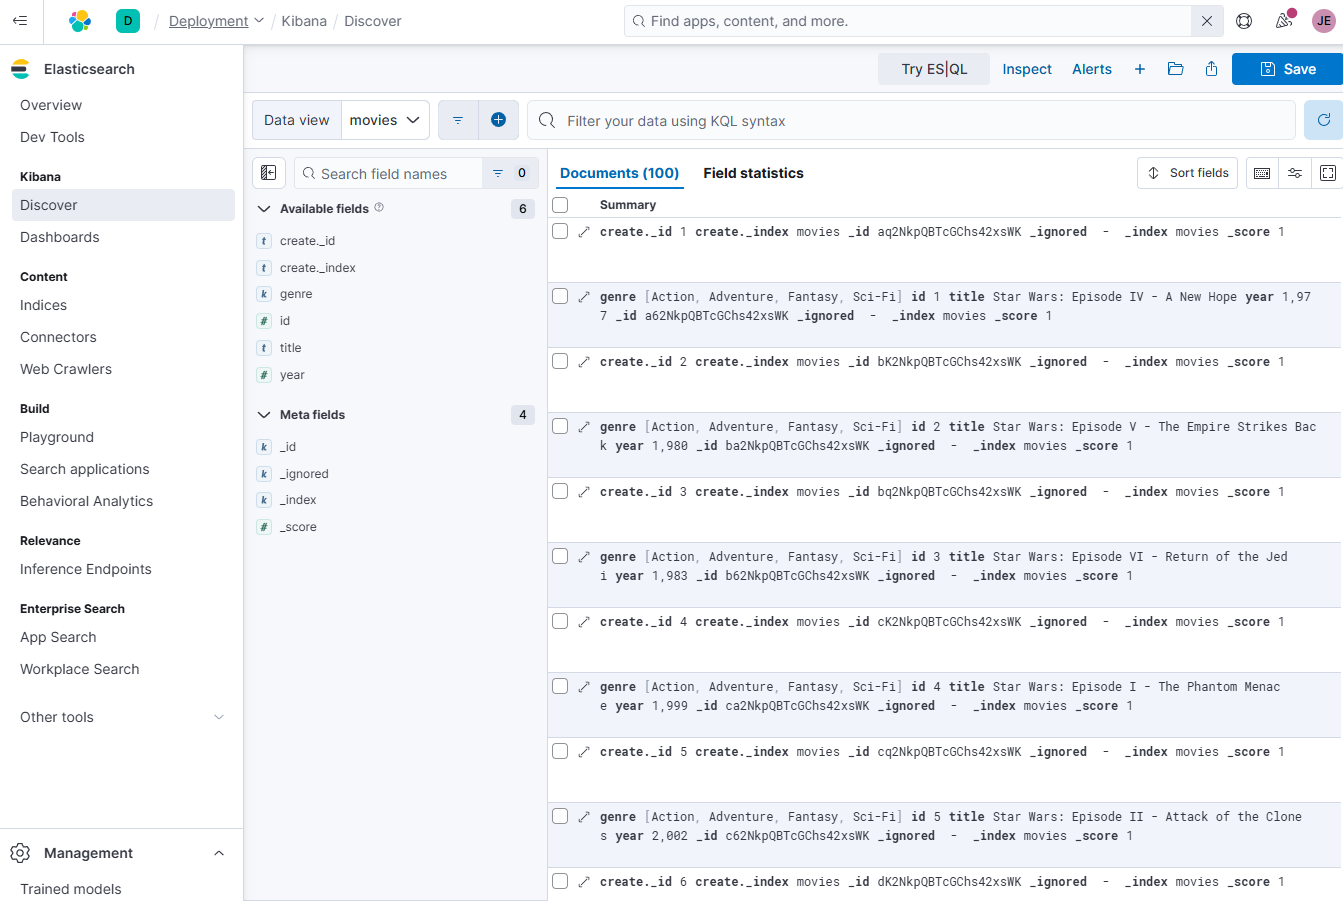 D / Deployment / Kibana / Discover
Find apps, content, and more.
JE
Elasticsearch
Overview
Dev Tools
Kibana
Discover
Dashboards
Content
Indices
Connectors
Web Crawlers
Build
Playground
Search applications
Behavioral Analytics
Relevance
Inference Endpoints
Enterprise Search
App Search
Workplace Search
Other tools
Management
Trained models
Try ES|QL Inspect Alerts + Save
Data view movies
Filter your data using KQL syntax
Search field names 0
Available fields 6
t create._id
t create._index
k genre
# id
t title
# year
Meta fields 4
k _id
k _ignored
k _index
# _score
Documents (100) Field statistics Sort fields
Summary
create._id 1 create._index movies _id aq2NkpQBTcGChs42xsWK _ignored - _index movies _score 1
genre [Action, Adventure, Fantasy, Sci-Fi] id 1 title Star Wars: Episode IV - A New Hope year 1,97
7 _id a62NkpQBTcGChs42xsWK _ignored - _index movies _score 1
create._id 2 create._index movies _id bK2NkpQBTcGChs42xsWK _ignored - _index movies _score 1
genre [Action, Adventure, Fantasy, Sci-Fi] id 2 title Star Wars: Episode V - The Empire Strikes Bac
k year 1,980 _id ba2NkpQBTcGChs42xsWK _ignored - _index movies _score 1
create._id 3 create._index movies _id bq2NkpQBTcGChs42xsWK _ignored - _index movies _score 1
genre [Action, Adventure, Fantasy, Sci-Fi] id 3 title Star Wars: Episode VI - Return of the Jed
i year 1,983 _id b62NkpQBTcGChs42xsWK _ignored - _index movies _score 1
create._id 4 create._index movies _id cK2NkpQBTcGChs42xsWK _ignored - _index movies _score 1
genre [Action, Adventure, Fantasy, Sci-Fi] id 4 title Star Wars: Episode I - The Phantom Menac
e year 1,999 _id ca2NkpQBTcGChs42xsWK _ignored - _index movies _score 1
create._id 5 create._index movies _id cq2NkpQBTcGChs42xsWK _ignored - _index movies _score 1
genre [Action, Adventure, Fantasy, Sci-Fi] id 5 title Star Wars: Episode II - Attack of the Clone
s year 2,002 _id c62NkpQBTcGChs42xsWK _ignored - _index movies _score 1
create._id 6 create._index movies _id dK2NkpQBTcGChs42xsWK _ignored - _index movies _score 1